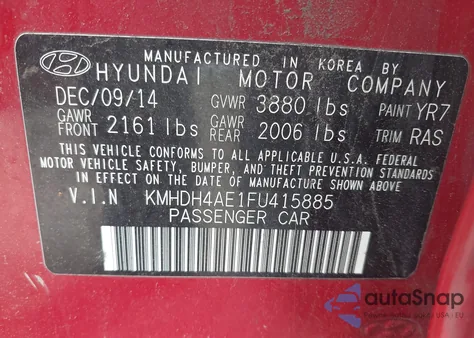 MANUFACTURED IN KOREA BY
HYUNDAI MOTOR COMPANY
DEC/09/14 GVWR 3880 lbs PAINT YR7
GAWR FRONT 2161 lbs GAWR REAR 2006 lbs TRIM RAS
THIS VEHICLE CONFORMS TO ALL APPLICABLE U.S.A. FEDERAL
MOTOR VEHICLE SAFETY, BUMPER, AND THEFT PREVENTION
STANDARDS IN EFFECT ON THE DATE OF MANUFACTURE
SHOWN ABOVE.
V.I.N KMHDH4AE1FU415885
PASSENGER CAR
autoSnap